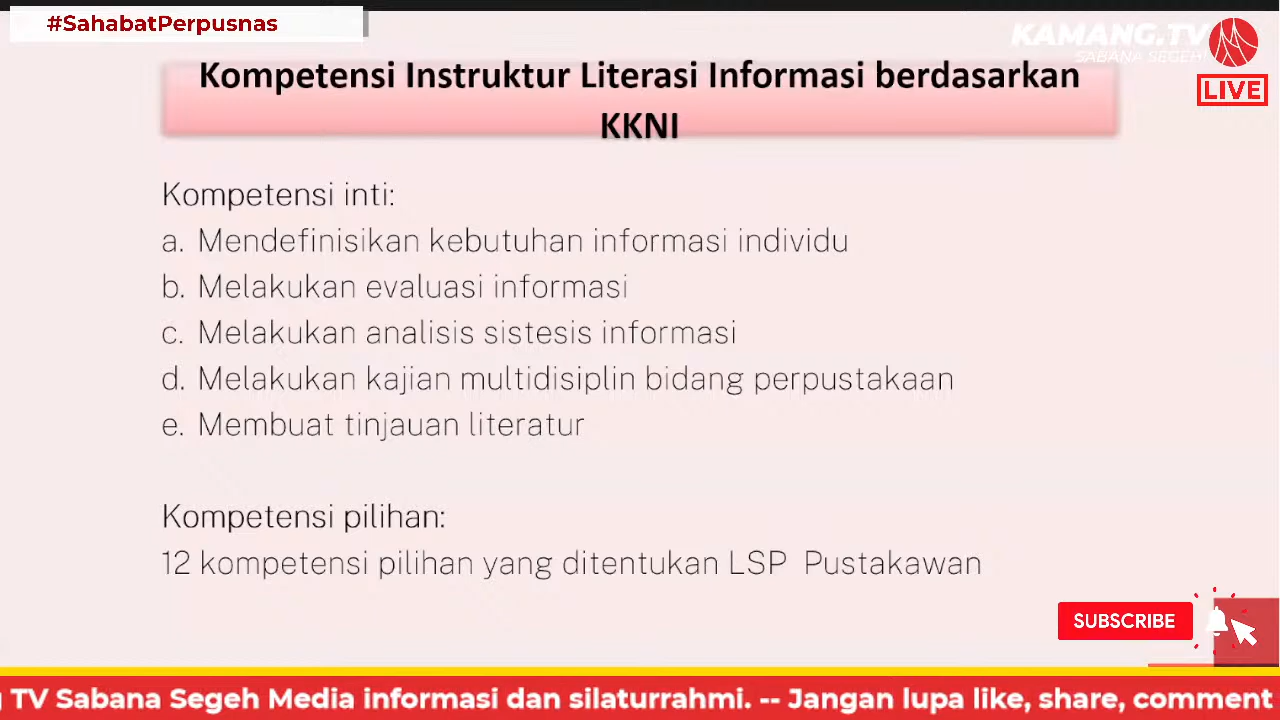 #SahabatPerpusnas
KAMANG.TV
SABANA SEGEH!
LIVE
Kompetensi Instruktur Literasi Informasi berdasarkan
KKNI
Kompetensi inti:
a. Mendefinisikan kebutuhan informasi individu
b. Melakukan evaluasi informasi
c. Melakukan analisis sistesis informasi
d. Melakukan kajian multidisiplin bidang perpustakaan
e. Membuat tinjauan literatur
Kompetensi pilihan:
12 kompetensi pilihan yang ditentukan LSP Pustakawan
SUBSCRIBE
TV Sabana Segeh Media informasi dan silaturrahmi. -- Jangan lupa like, share, comment